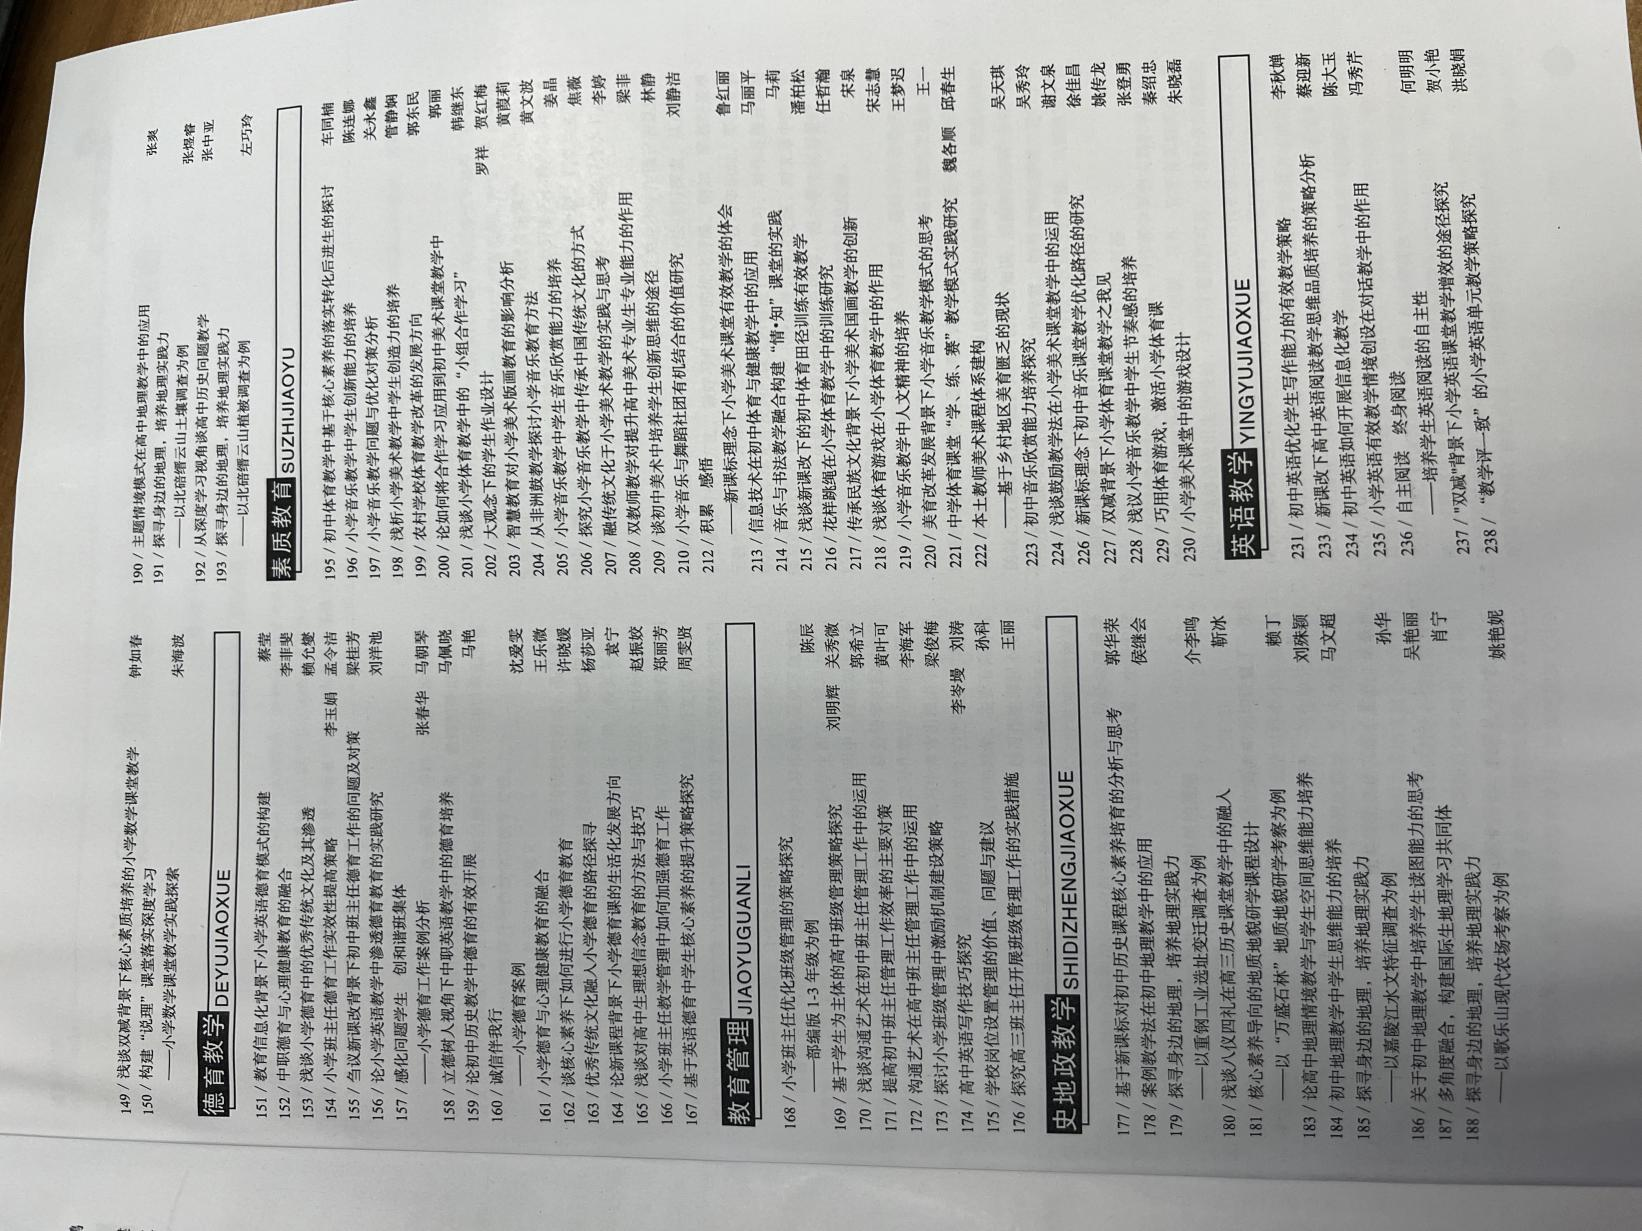 149 / 浅谈双减背景下核心素质培养的小学数学课堂教学 钟如春
150 / 构建“说理”课堂落实深度学习
——小学数学课堂教学实践探索 朱海波
德育教学 DEYUJIAOXUE
151 / 教育信息化背景下小学英语德育模式的构建 蔡莹
152 / 中职德育与心理健康教育的融合 李非斐
153 / 浅谈小学德育中的优秀传统文化及其渗透 赖允燮
154 / 小学班主任德育工作实效性提高策略 李玉娟 孟令洁
155 / 刍议新课改背景下初中班主任德育工作的问题及对策 梁桂芳
156 / 论小学英语教学中渗透德育教育的实践研究 刘洋弛
157 / 感化问题学生 创和谐班集体
——小学德育工作案例分析 张春华 马朝琴
158 / 立德树人视角下中职英语教学中的德育培养 马佩晓
159 / 论初中历史教学中德育的有效开展 马艳
160 / 诚信伴我行
——小学德育案例 沈爱雯
161 / 小学德育与心理健康教育的融合 王乐微
162 / 谈核心素养下如何进行小学德育教育 许晓媛
163 / 优秀传统文化融入小学德育的路径探寻 杨莎亚
164 / 论新课程背景下小学德育课的生活化发展方向 袁宁
165 / 浅谈对高中生理想信念教育的方法与技巧 赵振姣
166 / 小学班主任教学管理中如何加强德育工作 郑丽芳
167 / 基于英语德育中学生核心素养的提升策略探究 周雯贤
教育管理 JIAOYUGUANLI
168 / 小学班主任优化班级管理的策略探究
——部编版 1-3 年级为例 陈辰
169 / 基于学生为主体的高中班级管理策略探究 刘明辉 关秀微
170 / 浅谈沟通艺术在初中班主任管理工作中的运用 郭希立
171 / 提高初中班主任管理工作效率的主要对策 黄叶可
172 / 沟通艺术在高中班主任管理工作中的运用 李海军
173 / 探讨小学班级管理中激励机制建设策略 梁俊梅
174 / 高中英语写作技巧探究 李岑墁 刘涛
175 / 学校岗位设置管理的价值、问题与建议 孙科
176 / 探究高三班主任开展班级管理工作的实践措施 王丽
史地政教学 SHIDIZHENGJIAOXUE
177 / 基于新课标对初中历史课程核心素养培育的分析与思考 郭华荣
178 / 案例教学法在初中地理教学中的应用 侯继会
179 / 探寻身边的地理，培养地理实践力
——以重钢工业选址变迁调查为例 介李鸣
180 / 浅谈八仪四礼在高三历史课堂教学中的融入 靳冰
181 / 核心素养导向的地质地貌研学课程设计
——以“万盛石林”地质地貌研学考察为例 赖丁
183 / 论高中地理情境教学与学生空间思维能力培养 刘殊颖
184 / 初中地理教学中学生思维能力的培养 马文超
185 / 探寻身边的地理，培养地理实践力
——以嘉陵江水文特征调查为例 孙华
186 / 关于初中地理教学中培养学生读图能力的思考 吴艳丽
187 / 多角度融合，构建国际生地理学习共同体 肖宁
188 / 探寻身边的地理，培养地理实践力
——以歌乐山现代农场考察为例 姚艳妮
190 / 主题情境模式在高中地理教学中的应用 张爽
191 / 探寻身边的地理，培养地理实践力
——以北碚缙云山土壤调查为例 张煜睿
192 / 从深度学习视角谈高中历史问题教学 张中亚
193 / 探寻身边的地理，培养地理实践力
——以北碚缙云山植被调查为例 左巧玲
素质教育 SUZHIJIAOYU
195 / 初中体育教学中基于核心素养的落实转化后进生的探讨 车同楠
196 / 小学音乐教学中学生创新能力的培养 陈连娜
197 / 小学音乐教学问题与优化对策分析 关永鑫
198 / 浅析小学美术教学中学生创造力的培养 管静娴
199 / 农村学校体育教学改革的发展方向 郭东民
200 / 论如何将合作学习应用到初中美术课堂教学中 郭丽
201 / 浅谈小学体育教学中的“小组合作学习” 韩继东
202 / 大观念下的学生作业设计 罗祥 贺红梅
203 / 智慧教育对小学美术版画教育的影响分析 黄葭莉
204 / 从非洲鼓教学探讨小学音乐教育方法 黄文波
205 / 小学音乐教学中学生音乐欣赏能力的培养 姜晶
206 / 探究小学音乐教学中传承中国传统文化的方式 焦薇
207 / 融传统文化于小学美术教学的实践与思考 李婷
208 / 双教师教学对提升高中美术专业生专业能力的作用 梁非
209 / 谈初中美术中培养学生创新思维的途径 林静
210 / 小学音乐与舞蹈社团有机结合的价值研究 刘静洁
212 / 积累 感悟
——新课标理念下小学美术课堂有效教学的体会 鲁红丽
213 / 信息技术在初中体育与健康教学中的应用 马丽平
214 / 音乐与书法教学融合构建“情•知”课堂的实践 马莉
215 / 浅谈新课改下的初中体育田径训练有效教学 潘柏松
216 / 花样跳绳在小学体育教学中的训练研究 任哲瀚
217 / 传承民族文化背景下小学美术国画教学的创新 宋泉
218 / 浅谈体育游戏在小学体育教学中的作用 宋志慧
219 / 小学音乐教学中人文精神的培养 王梦迟
220 / 美育改革发展背景下小学音乐教学模式的思考 王一
221 / 中学体育课堂“学、练、赛”教学模式实践研究 魏各顺 邱春生
222 / 本土教师美术课程体系建构
——基于乡村地区美育匮乏的现状 吴天琪
223 / 初中音乐欣赏能力培养探究 吴秀玲
224 / 浅谈鼓励教学法在小学美术课堂教学中的运用 谢文泉
226 / 新课标理念下初中音乐课堂教学优化路径的研究 徐佳昌
227 / 双减背景下小学体育课堂教学之我见 姚传龙
228 / 浅议小学音乐教学中学生节奏感的培养 张登勇
229 / 巧用体育游戏，激活小学体育课 秦绍忠
230 / 小学美术课堂中的游戏设计 朱晓磊
英语教学 YINGYUJIAOXUE
231 / 初中英语优化学生写作能力的有效教学策略 李秋婵
233 / 新课改下高中英语阅读教学思维品质培养的策略分析 蔡迎新
234 / 初中英语如何开展信息化教学 陈大玉
235 / 小学英语有效教学情境创设在对话教学中的作用 冯秀芹
236 / 自主阅读 终身阅读
——培养学生英语阅读的自主性 何明明
237 / "双减"背景下小学英语课堂教学增效的途径探究 贺小艳
238 / “教学评一致”的小学英语单元教学策略探究 洪晓娟